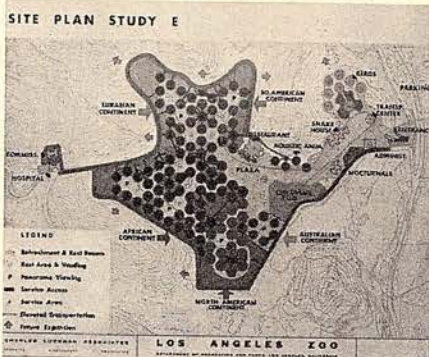 SITE PLAN STUDY E
BIRDS
PARKING
SO. AMERICAN
CONTINENT
EURASIAN
CONTINENT
TRANSP.
CENTER
RESTAURANT
SNAKE
HOUSE
AQUATIC AREA
ENTRANCE
ADMINIST.
PLAZA
NOCTURNALS
COMMISS.
HOSPITAL
CHILDRENS
ZOO
LEGEND
Refreshment & Rest Rooms
Rest Area & Vending
P Panorama Viewing
Service Access
Service Area
Elevated Transportation
Future Expansion
AFRICAN
CONTINENT
AUSTRALIAN
CONTINENT
NORTH AMERICAN
CONTINENT
CHARLES LUCKMAN ASSOCIATES
LOS ANGELES ZOO